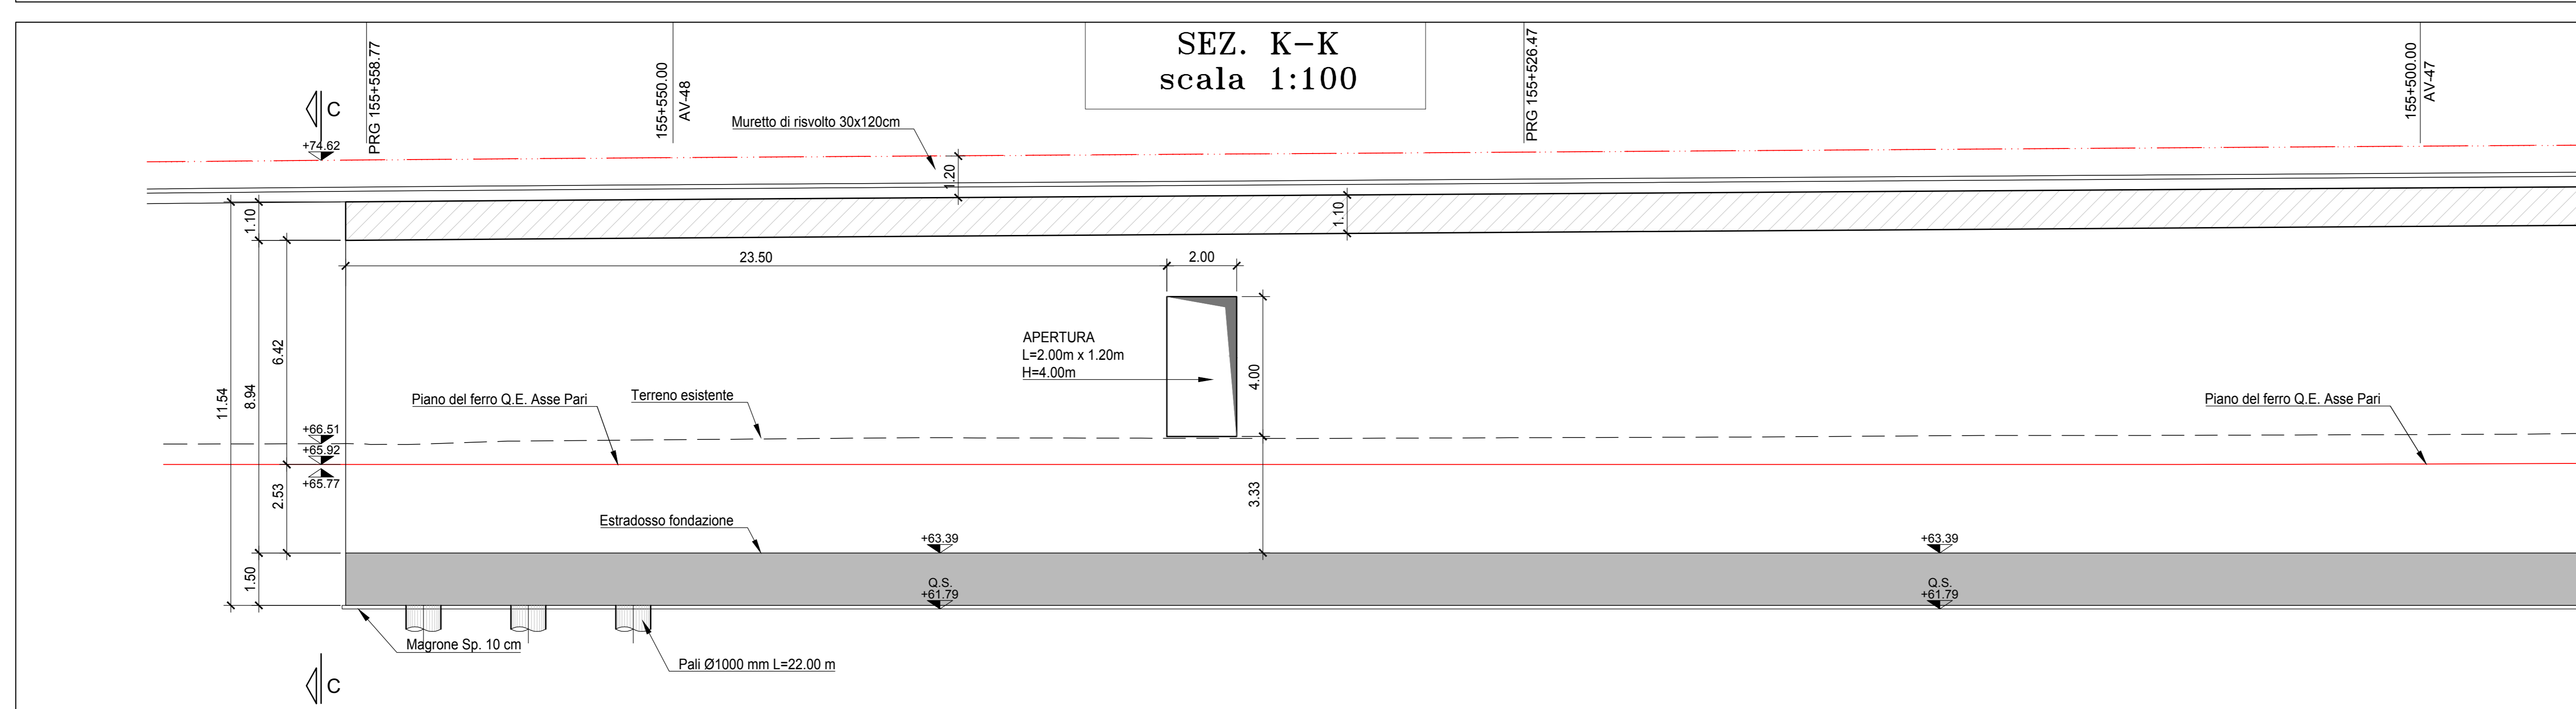 SEZ. K-K
scala 1:100
PRG 155+558.77
155+550.00
AV-48
PRG 155+526.47
155+500.00
AV-47
C
+74.62
Muretto di risvolto 30x120cm
1.20
1.10
1.10
23.50
2.00
6.42
8.94
11.54
APERTURA
L=2.00m x 1.20m
H=4.00m
4.00
Piano del ferro Q.E. Asse Pari
Terreno esistente
Piano del ferro Q.E. Asse Pari
+66.51
+65.92
+65.77
2.53
3.33
Estradosso fondazione
+63.39
+63.39
1.50
Q.S.
+61.79
Q.S.
+61.79
Magrone Sp. 10 cm
Pali Ø1000 mm L=22.00 m
C